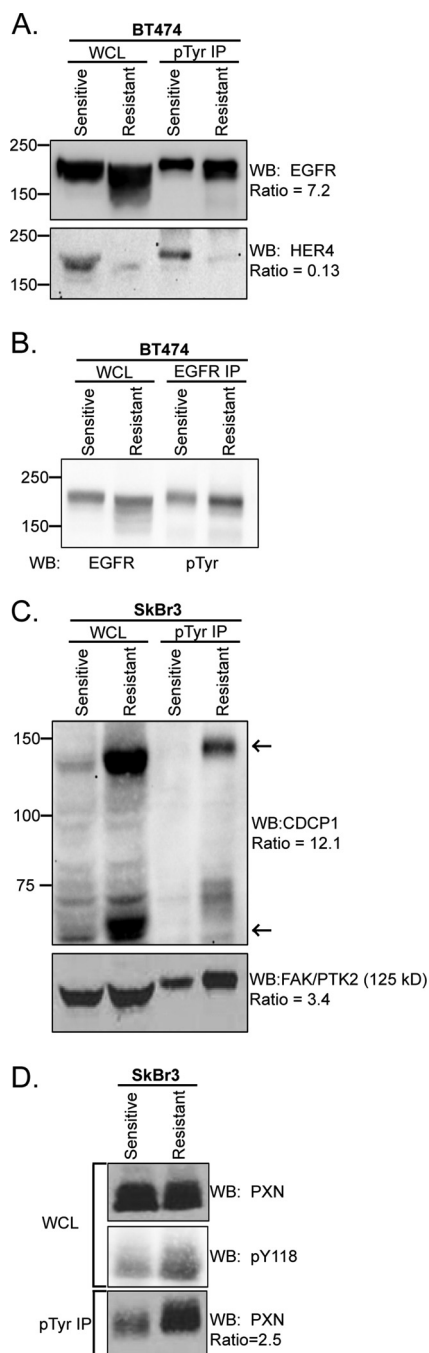 A.
BT474
WCL pTyr IP
Sensitive Resistant Sensitive Resistant
250
150
WB: EGFR
Ratio = 7.2
250
150
WB: HER4
Ratio = 0.13
B.
BT474
WCL EGFR IP
Sensitive Resistant Sensitive Resistant
250
150
WB: EGFR pTyr
C.
SkBr3
WCL pTyr IP
Sensitive Resistant Sensitive Resistant
150
100
75
WB:CDCP1
Ratio = 12.1
WB:FAK/PTK2 (125 kD)
Ratio = 3.4
D.
SkBr3
Sensitive Resistant
WCL
WB: PXN
WB: pY118
pTyr IP
WB: PXN
Ratio=2.5